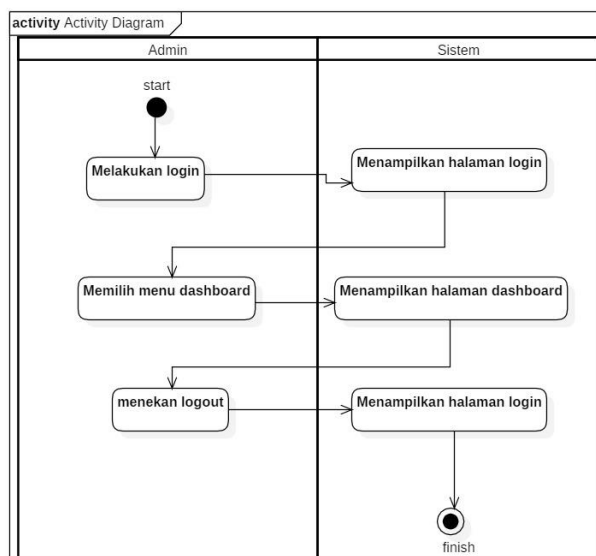 activity Activity Diagram
Admin
Sistem
start
Melakukan login
Menampilkan halaman login
Memilih menu dashboard
Menampilkan halaman dashboard
menekan logout
Menampilkan halaman login
finish